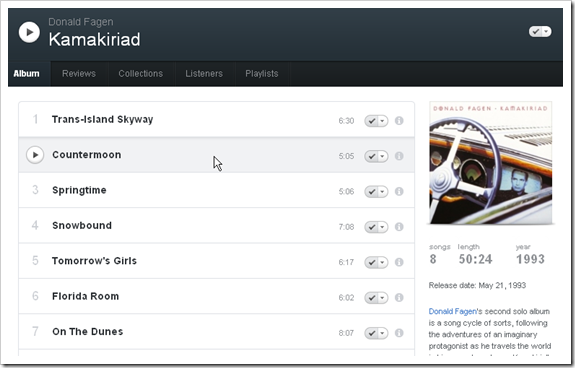 Donald Fagen
Kamakiriad
Album Reviews Collections Listeners Playlists
1 Trans-Island Skyway 6:30
Countermoon 5:05
3 Springtime 5:06
4 Snowbound 7:08
5 Tomorrow's Girls 6:17
6 Florida Room 6:02
7 On The Dunes 8:07
DONALD FAGEN · KAMAKIRIAD
songs length year
8 50:24 1993
Release date: May 21, 1993
Donald Fagen's second solo album
is a song cycle of sorts, following
the adventures of an imaginary
protagonist as he travels the world